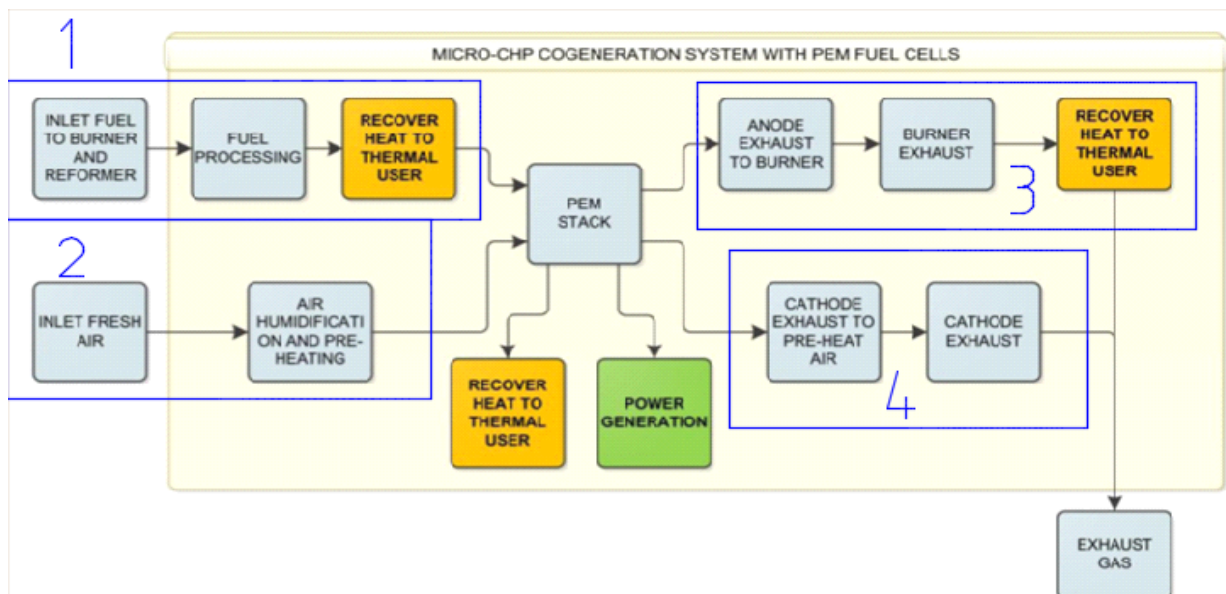 1
MICRO-CHP COGENERATION SYSTEM WITH PEM FUEL CELLS
INLET FUEL
TO BURNER
AND
REFORMER
FUEL
PROCESSING
RECOVER
HEAT TO
THERMAL
USER
PEM
STACK
ANODE
EXHAUST
TO BURNER
BURNER
EXHAUST
RECOVER
HEAT TO
THERMAL
USER
3
2
INLET FRESH
AIR
AIR
HUMIDIFICATI
ON AND PRE-
HEATING
RECOVER
HEAT TO
THERMAL
USER
POWER
GENERATION
CATHODE
EXHAUST TO
PRE-HEAT
AIR
CATHODE
EXHAUST
4
EXHAUST
GAS